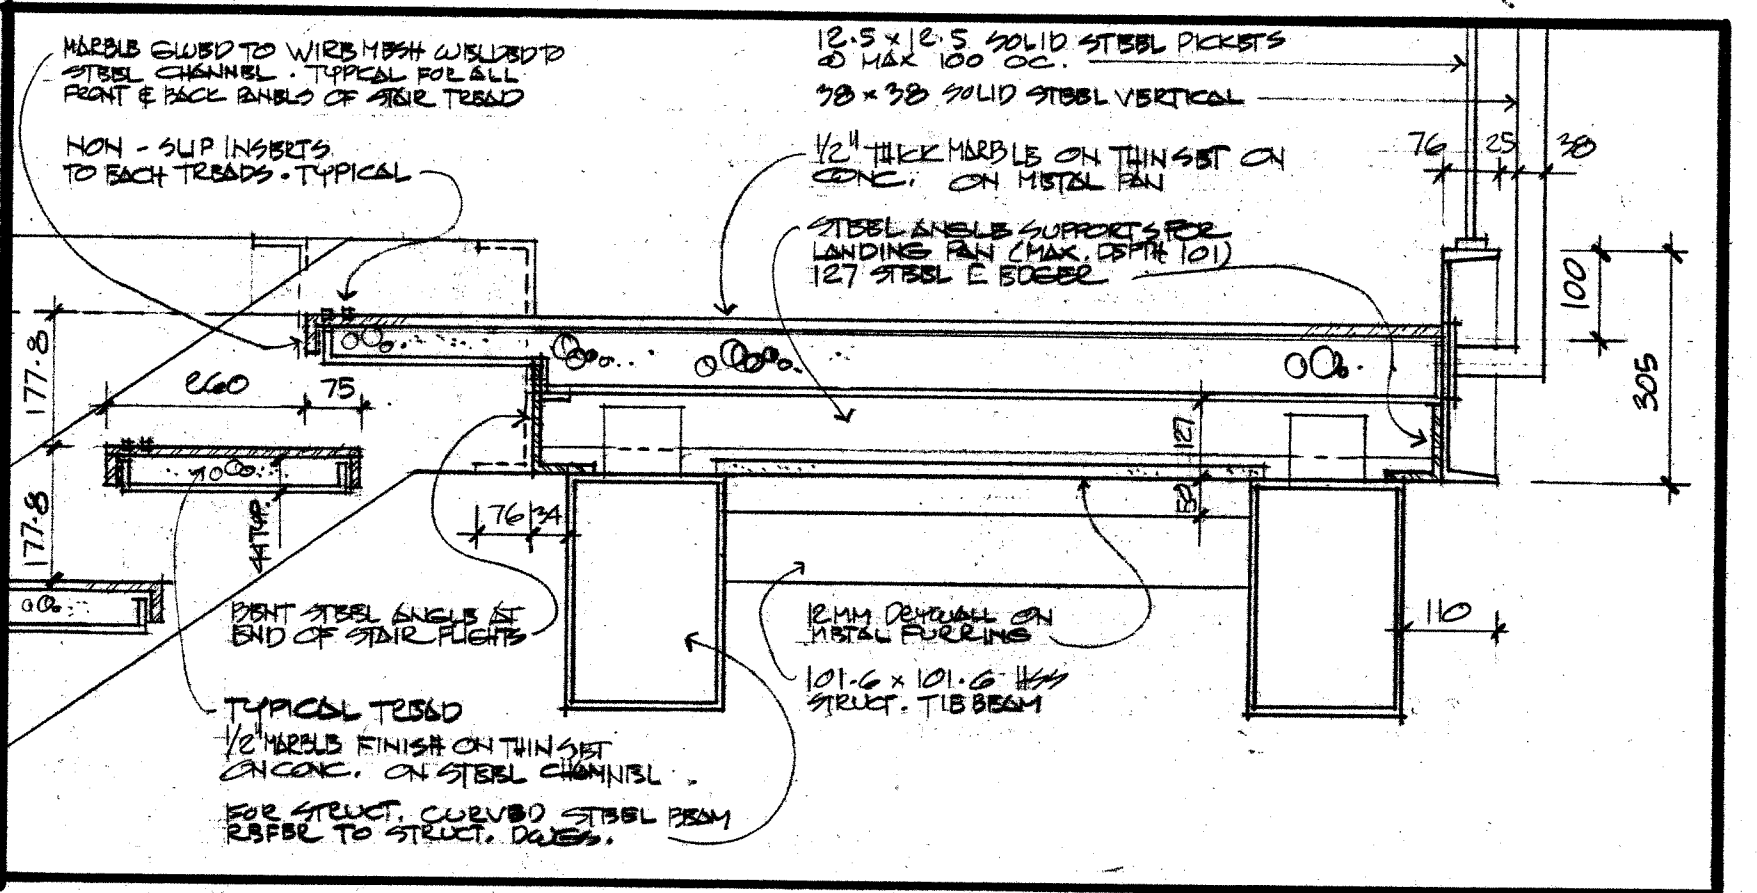 MARBLE GLUED TO WIRE MESH WELDED TO
STEEL CHANNEL. TYPICAL FOR ALL
FRONT & BACK PANELS OF STAIR TREAD
NON - SLIP INSERTS
TO EACH TREADS. TYPICAL
12.5 x 12.5 SOLID STEEL PICKETS
@ MAX 100 OC.
38 x 38 SOLID STEEL VERTICAL
1/2" THICK MARBLE ON THIN SET ON
CONC. ON METAL PAN
STEEL ANGLE SUPPORTS FOR
LANDING PAN (MAX. DEPTH 101)
127 STEEL C EDGER
76 25 38
100
305
177.8
260 75
177.8
TYP.
127
50
76 34
110
BENT STEEL ANGLE AT
END OF STAIR FLIGHTS
12MM DRYWALL ON
METAL FURRING
101.6 x 101.6 HSS
STRUCT. TIE BEAM
TYPICAL TREAD
1/2" MARBLE FINISH ON THIN SET
ON CONC. ON STEEL CHANNEL.
FOR STRUCT. CURVED STEEL BEAM
REFER TO STRUCT. DWGS.